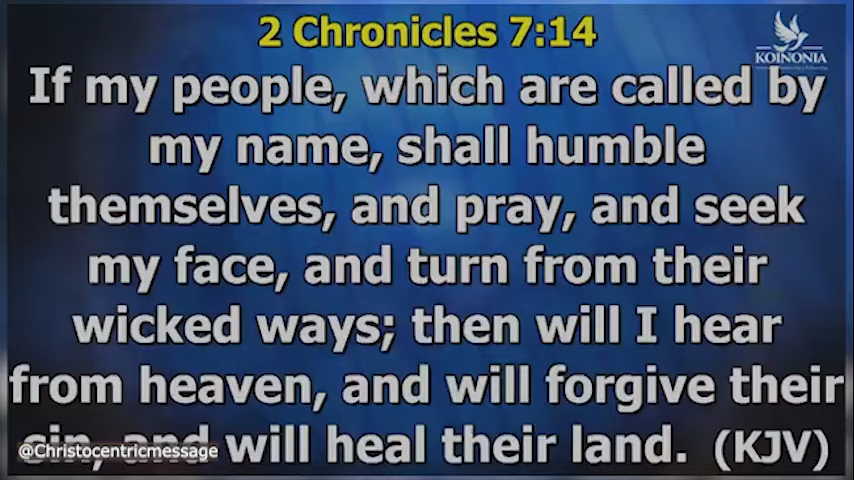 2 Chronicles 7:14
KOINONIA
If my people, which are called by
my name, shall humble
themselves, and pray, and seek
my face, and turn from their
wicked ways; then will I hear
from heaven, and will forgive their
sin, and will heal their land. (KJV)
@Christocentricmessage